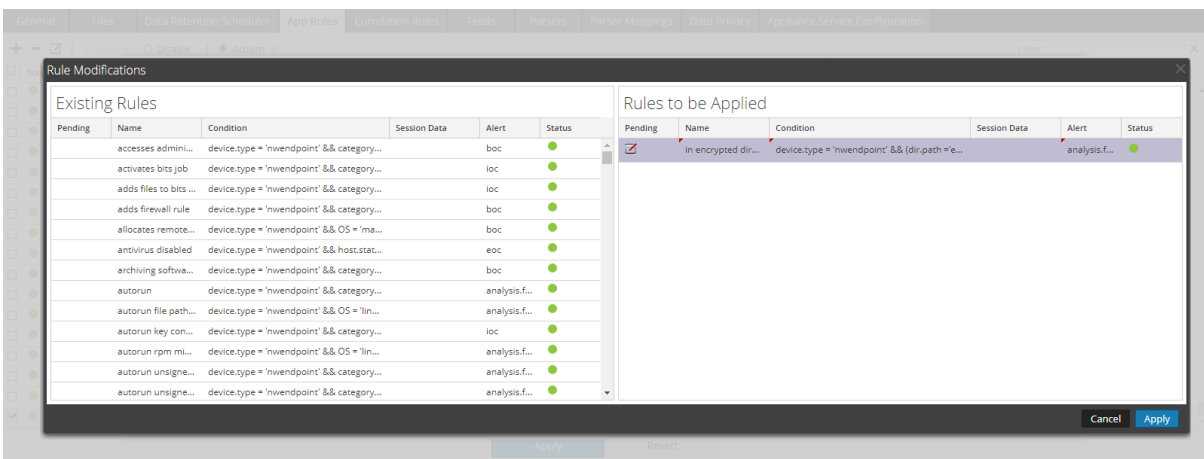 General Files Data Retention Scheduler App Rules Correlation Rules Feeds Parsers Parser Mappings Data Privacy Appliance Service Configuration
Disable Actions Filter
Rule Modifications
Existing Rules
Pending Name Condition Session Data Alert Status
accesses admini... device.type = 'nwendpoint' && category... boc
activates bits job device.type = 'nwendpoint' && category... ioc
adds files to bits ... device.type = 'nwendpoint' && category... ioc
adds firewall rule device.type = 'nwendpoint' && category... boc
allocates remote... device.type = 'nwendpoint' && OS = 'ma... boc
antivirus disabled device.type = 'nwendpoint' && host.stat... eoc
archiving softwa... device.type = 'nwendpoint' && category... boc
autorun device.type = 'nwendpoint' && category... analysis.f...
autorun file path... device.type = 'nwendpoint' && OS = 'lin... analysis.f...
autorun key con... device.type = 'nwendpoint' && category... ioc
autorun rpm mi... device.type = 'nwendpoint' && OS = 'lin... analysis.f...
autorun unsigne... device.type = 'nwendpoint' && category... analysis.f...
autorun unsigne... device.type = 'nwendpoint' && category... analysis.f...
Rules to be Applied
Pending Name Condition Session Data Alert Status
in encrypted dir... device.type = 'nwendpoint' && (dir.path ='e... analysis.f...
Cancel Apply
Apply Revert